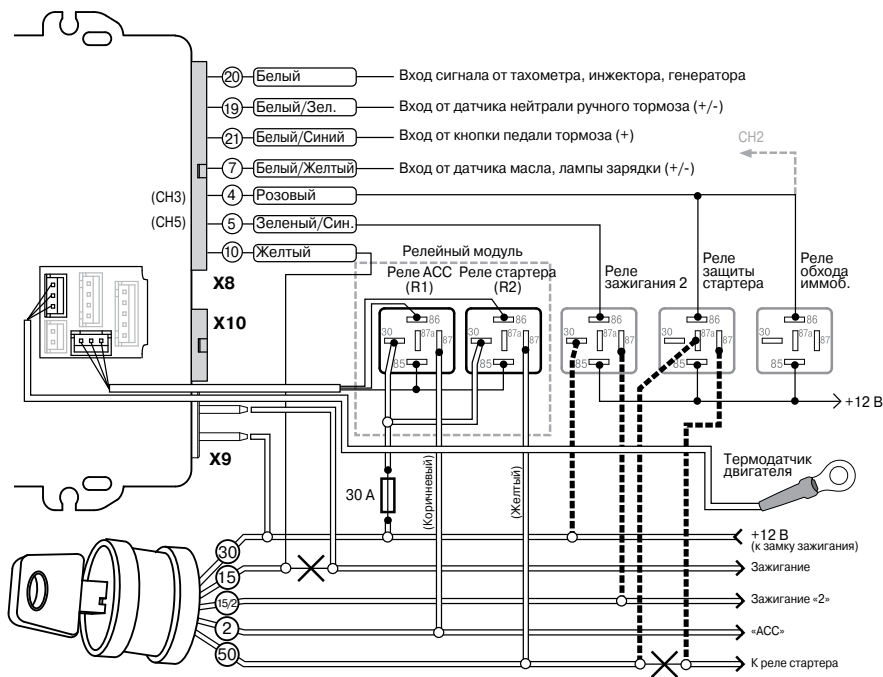 20 Белый Вход сигнала от тахометра, инжектора, генератора
19 Белый/Зел. Вход от датчика нейтрали ручного тормоза (+/-)
21 Белый/Синий Вход от кнопки педали тормоза (+)
CH2
7 Белый/Желтый Вход от датчика масла, лампы зарядки (+/-)
(CH3) 4 Розовый
(CH5) 5 Зеленый/Син.
10 Желтый
Релейный модуль
Реле ACC
(R1)
Реле стартера
(R2)
Реле
зажигания 2
Реле
защиты
стартера
Реле
обхода
иммоб.
X8
X10
86
30
87a
87
85
86
30
87a
87
85
86
30
87a
87
85
86
30
87a
87
85
86
30
87a
87
85
+12 В
X9
Термодатчик
двигателя
30 А
(Коричневый)
(Желтый)
30
+12 В
(к замку зажигания)
15
Зажигание
15/2
Зажигание «2»
2
«АСС»
50
К реле стартера